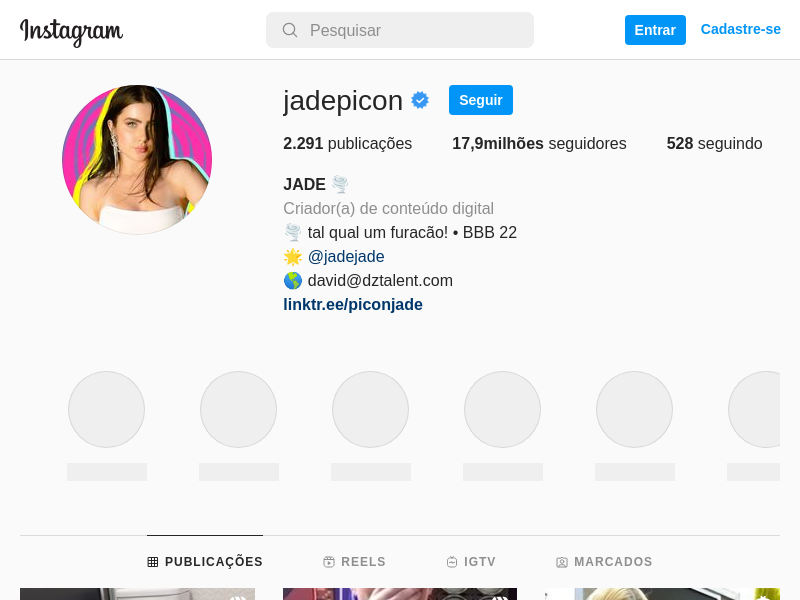 Instagram
Pesquisar
Entrar
Cadastre-se
jadepicon
Seguir
2.291 publicações
17,9milhões seguidores
528 seguindo
JADE 🌪️
Criador(a) de conteúdo digital
🌪️ tal qual um furacão! • BBB 22
🌟 @jadejade
🌎 david@dztalent.com
linktr.ee/piconjade
PUBLICAÇÕES
REELS
IGTV
MARCADOS